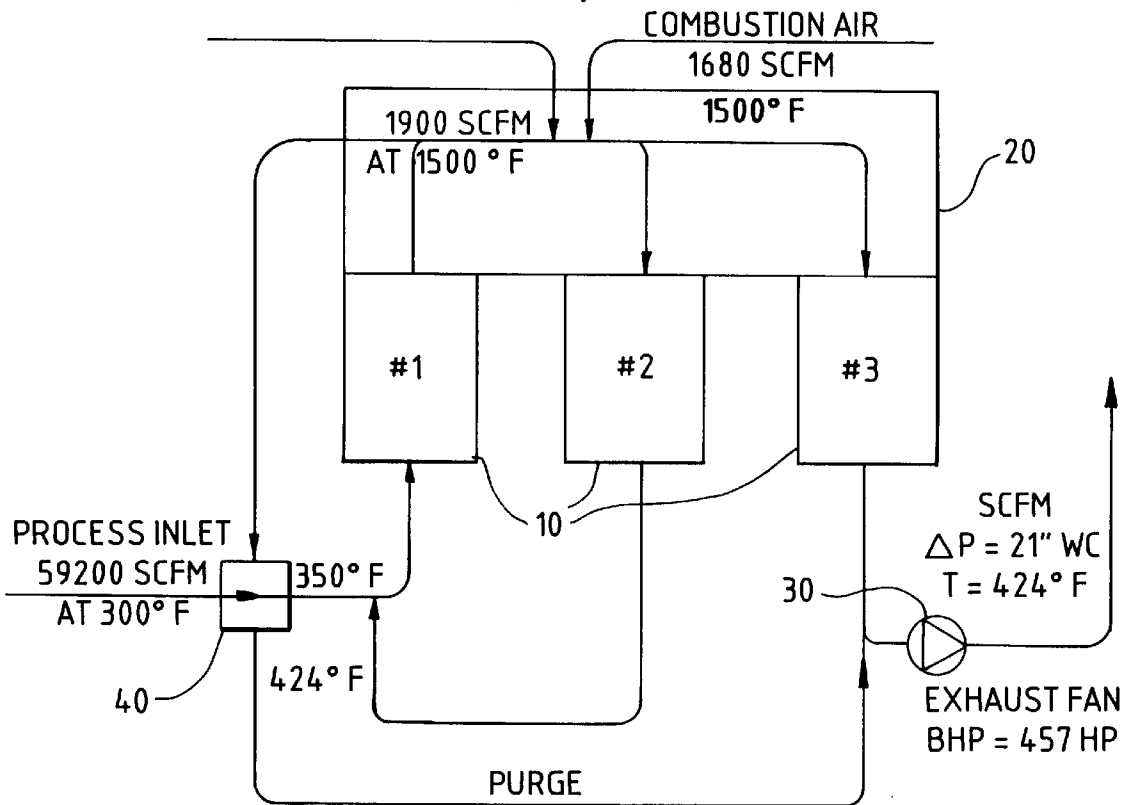 COMBUSTION AIR
1680 SCFM
1500° F
1900 SCFM
AT 1500 ° F
20
#1
#2
#3
10
PROCESS INLET
59200 SCFM
AT 300° F
350° F
40
424° F
PURGE
30
SCFM
△P = 21" WC
T = 424° F
EXHAUST FAN
BHP = 457 HP